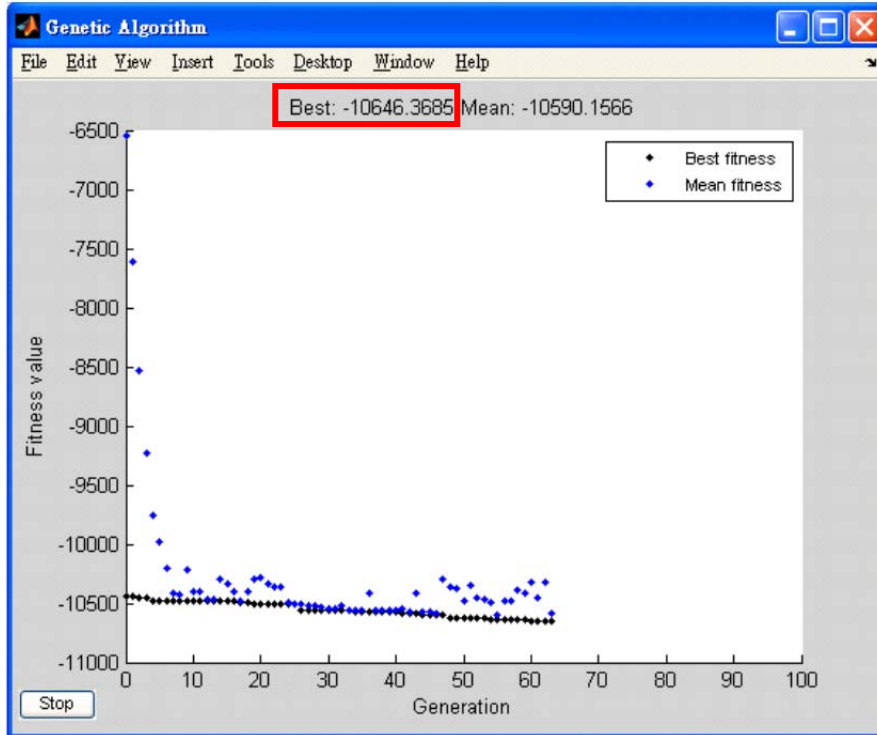 Genetic Algorithm
File Edit View Insert Tools Desktop Window Help
Best: -10646.3685 Mean: -10590.1566
Best fitness
Mean fitness
-6500
-7000
-7500
-8000
-8500
-9000
-9500
-10000
-10500
-11000
Fitness value
0 10 20 30 40 50 60 70 80 90 100
Generation
Stop